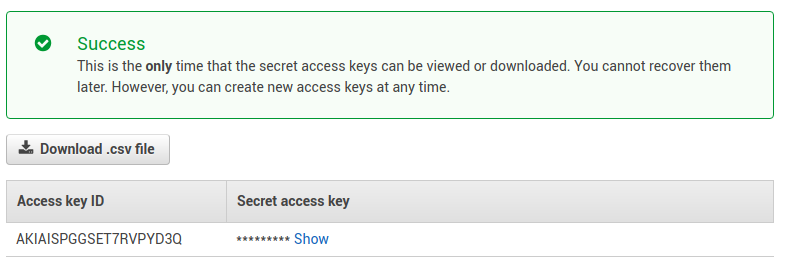 Success
This is the only time that the secret access keys can be viewed or downloaded. You cannot recover them
later. However, you can create new access keys at any time.
Download .csv file
Access key ID Secret access key
AKIAISPGGSET7RVPYD3Q ********* Show